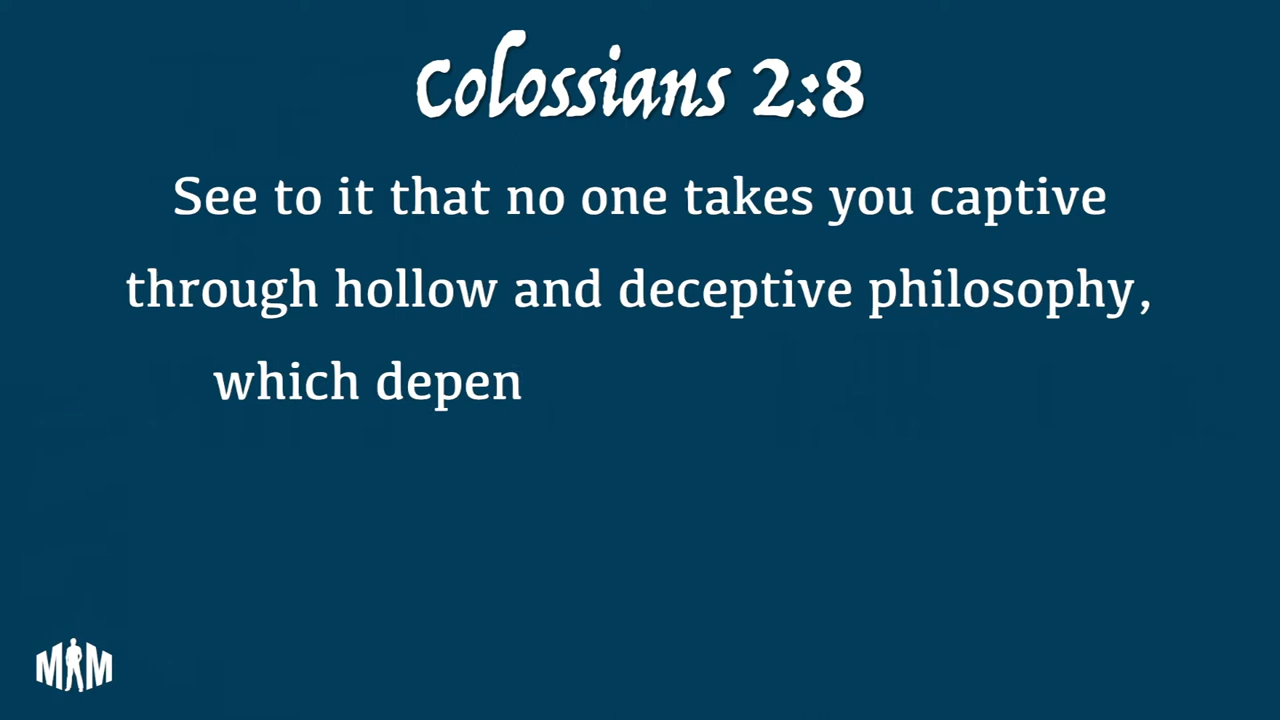 Colossians 2:8
See to it that no one takes you captive
through hollow and deceptive philosophy,
which depen
MM